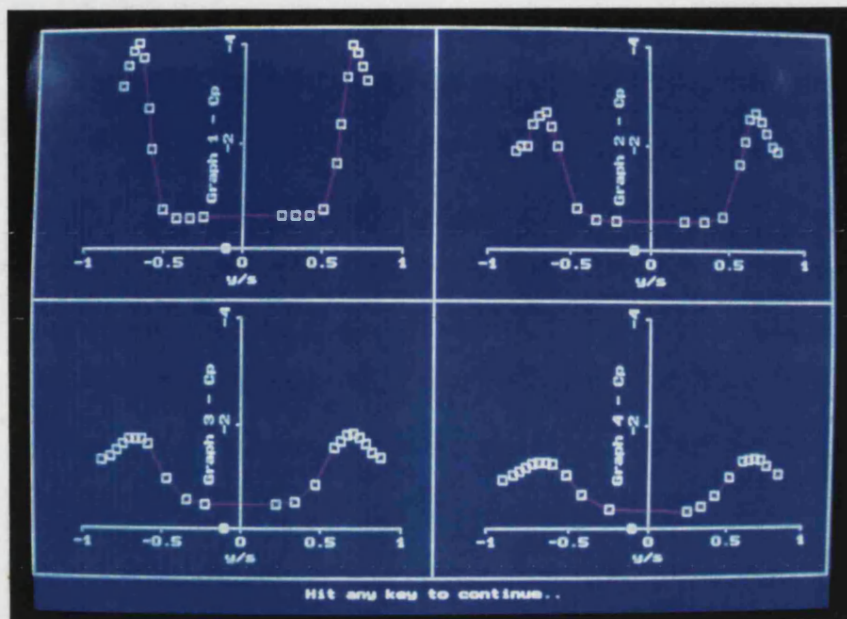 -4
Graph 1 - Cp
-2
-1 -0.5 0 0.5 1
y/s
-4
Graph 2 - Cp
-2
-1 -0.5 0 0.5 1
y/s
-4
Graph 3 - Cp
-2
-1 -0.5 0 0.5 1
y/s
-4
Graph 4 - Cp
-2
-1 -0.5 0 0.5 1
y/s
Hit any key to continue..